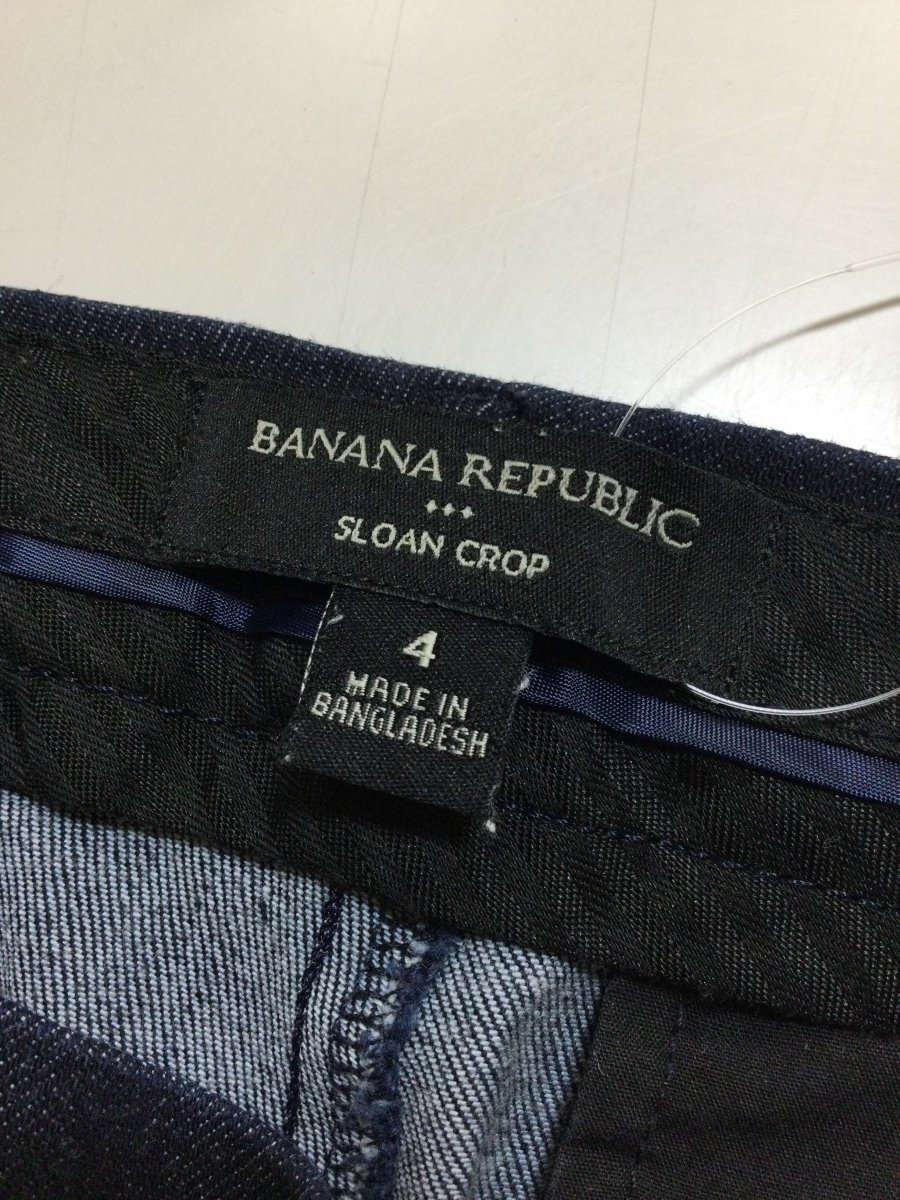 BANANA REPUBLIC
SLOAN CROP
4
MADE IN
BANGLADESH